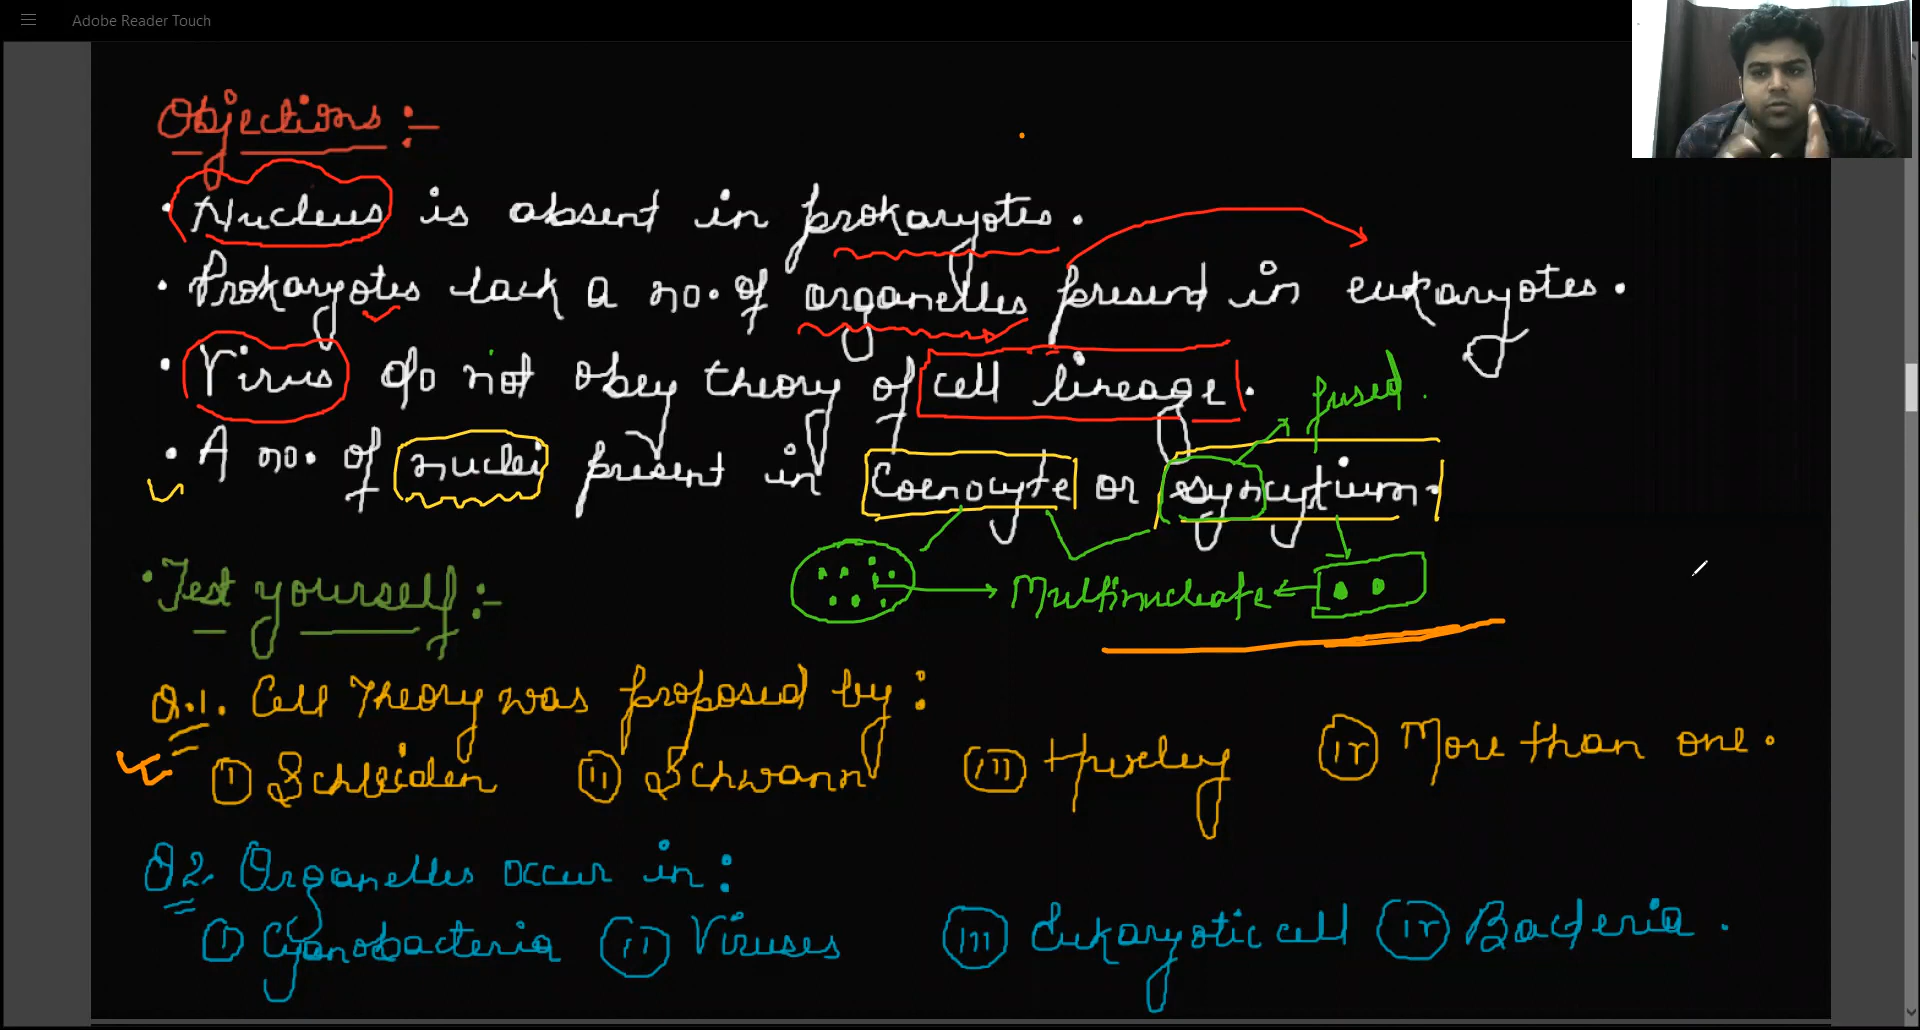 Adobe Reader Touch
Objections :-
• Nucleus is absent in prokaryotes.
• Prokaryotes lack a no. of organelles present in eukaryotes.
• Virus do not obey theory of cell lineage.
fused.
• A no. of nuclei present in Coenocyte or syncytium.
Multinucleate
• Test yourself :-
Q.1. Cell Theory was proposed by :
(i) Schleiden (ii) Schwann (iii) Huxley (iv) More than one.
Q2. Organelles occur in :
(i) Cyanobacteria (ii) Viruses (iii) Eukaryotic cell (iv) Bacteria.